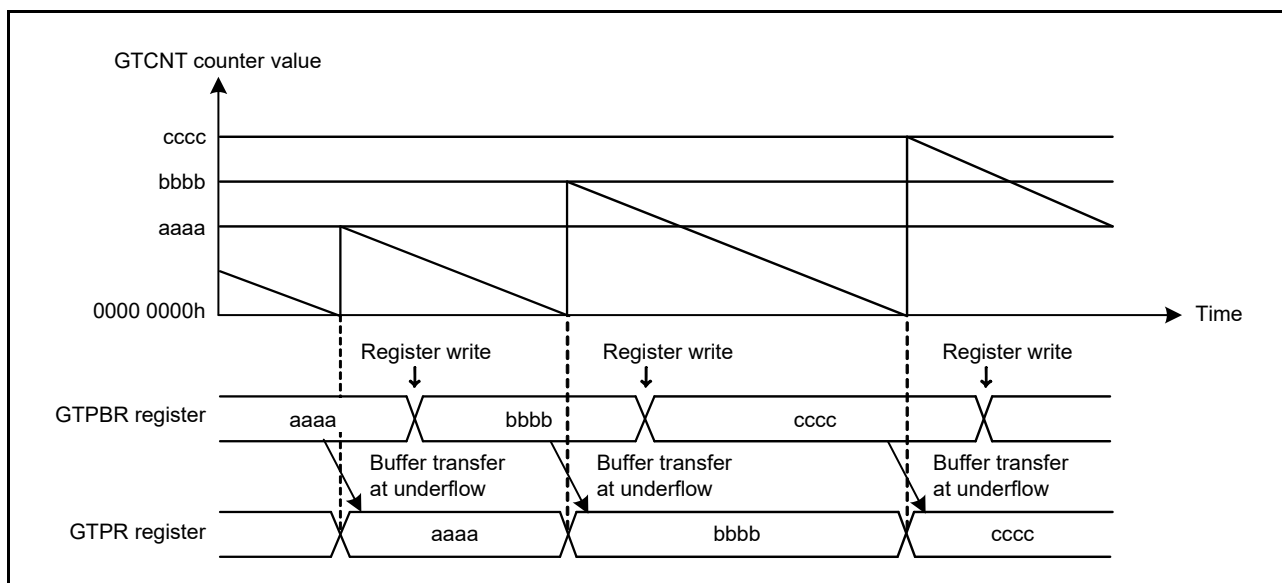 GTCNT counter value
cccc
bbbb
aaaa
0000 0000h
Time
Register write
Register write
Register write
GTPBR register
aaaa
bbbb
cccc
Buffer transfer
at underflow
Buffer transfer
at underflow
Buffer transfer
at underflow
GTPR register
aaaa
bbbb
cccc